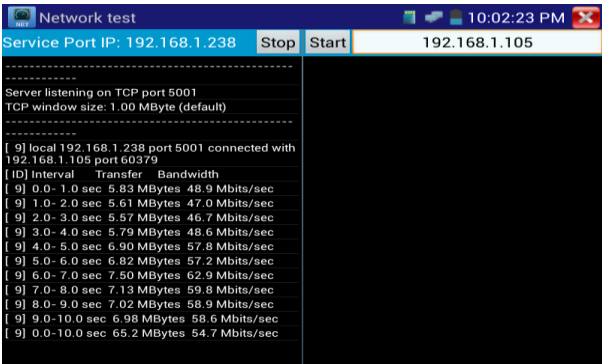 NET
Network test
10:02:23 PM
Service Port IP: 192.168.1.238
Stop
Start
192.168.1.105
------------------------------------------------
------------
Server listening on TCP port 5001
TCP window size: 1.00 MByte (default)
------------------------------------------------
------------
[ 9] local 192.168.1.238 port 5001 connected with
192.168.1.105 port 60379
[ ID] Interval Transfer Bandwidth
[ 9] 0.0- 1.0 sec 5.83 MBytes 48.9 Mbits/sec
[ 9] 1.0- 2.0 sec 5.61 MBytes 47.0 Mbits/sec
[ 9] 2.0- 3.0 sec 5.57 MBytes 46.7 Mbits/sec
[ 9] 3.0- 4.0 sec 5.79 MBytes 48.6 Mbits/sec
[ 9] 4.0- 5.0 sec 6.90 MBytes 57.8 Mbits/sec
[ 9] 5.0- 6.0 sec 6.82 MBytes 57.2 Mbits/sec
[ 9] 6.0- 7.0 sec 7.50 MBytes 62.9 Mbits/sec
[ 9] 7.0- 8.0 sec 7.13 MBytes 59.8 Mbits/sec
[ 9] 8.0- 9.0 sec 7.02 MBytes 58.9 Mbits/sec
[ 9] 9.0-10.0 sec 6.98 MBytes 58.6 Mbits/sec
[ 9] 0.0-10.0 sec 65.2 MBytes 54.7 Mbits/sec